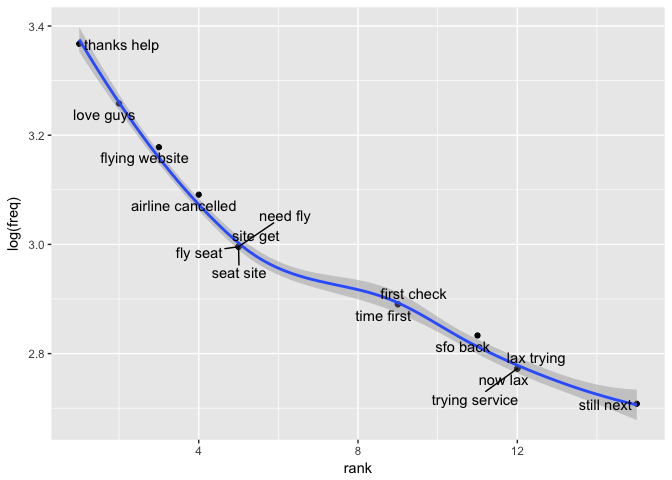 3.4
thanks help
love guys
3.2
flying website
airline cancelled
need fly
site get
3.0
fly seat
seat site
first check
time first
sfo back
lax trying
2.8
now lax
trying service
still next
log(freq)
4
8
12
rank